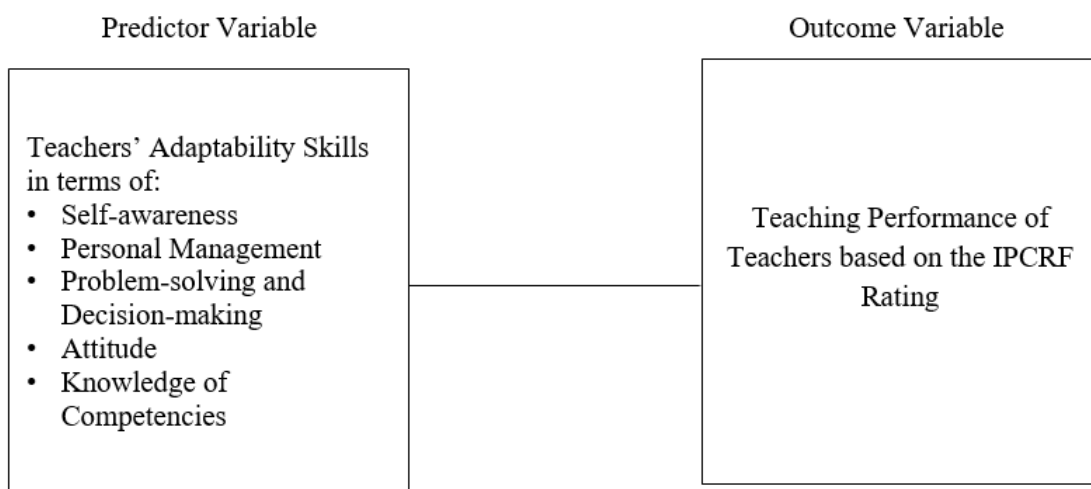 Predictor Variable
Outcome Variable
Teachers’ Adaptability Skills
in terms of:
• Self-awareness
• Personal Management
• Problem-solving and
Decision-making
• Attitude
• Knowledge of
Competencies
Teaching Performance of
Teachers based on the IPCRF
Rating